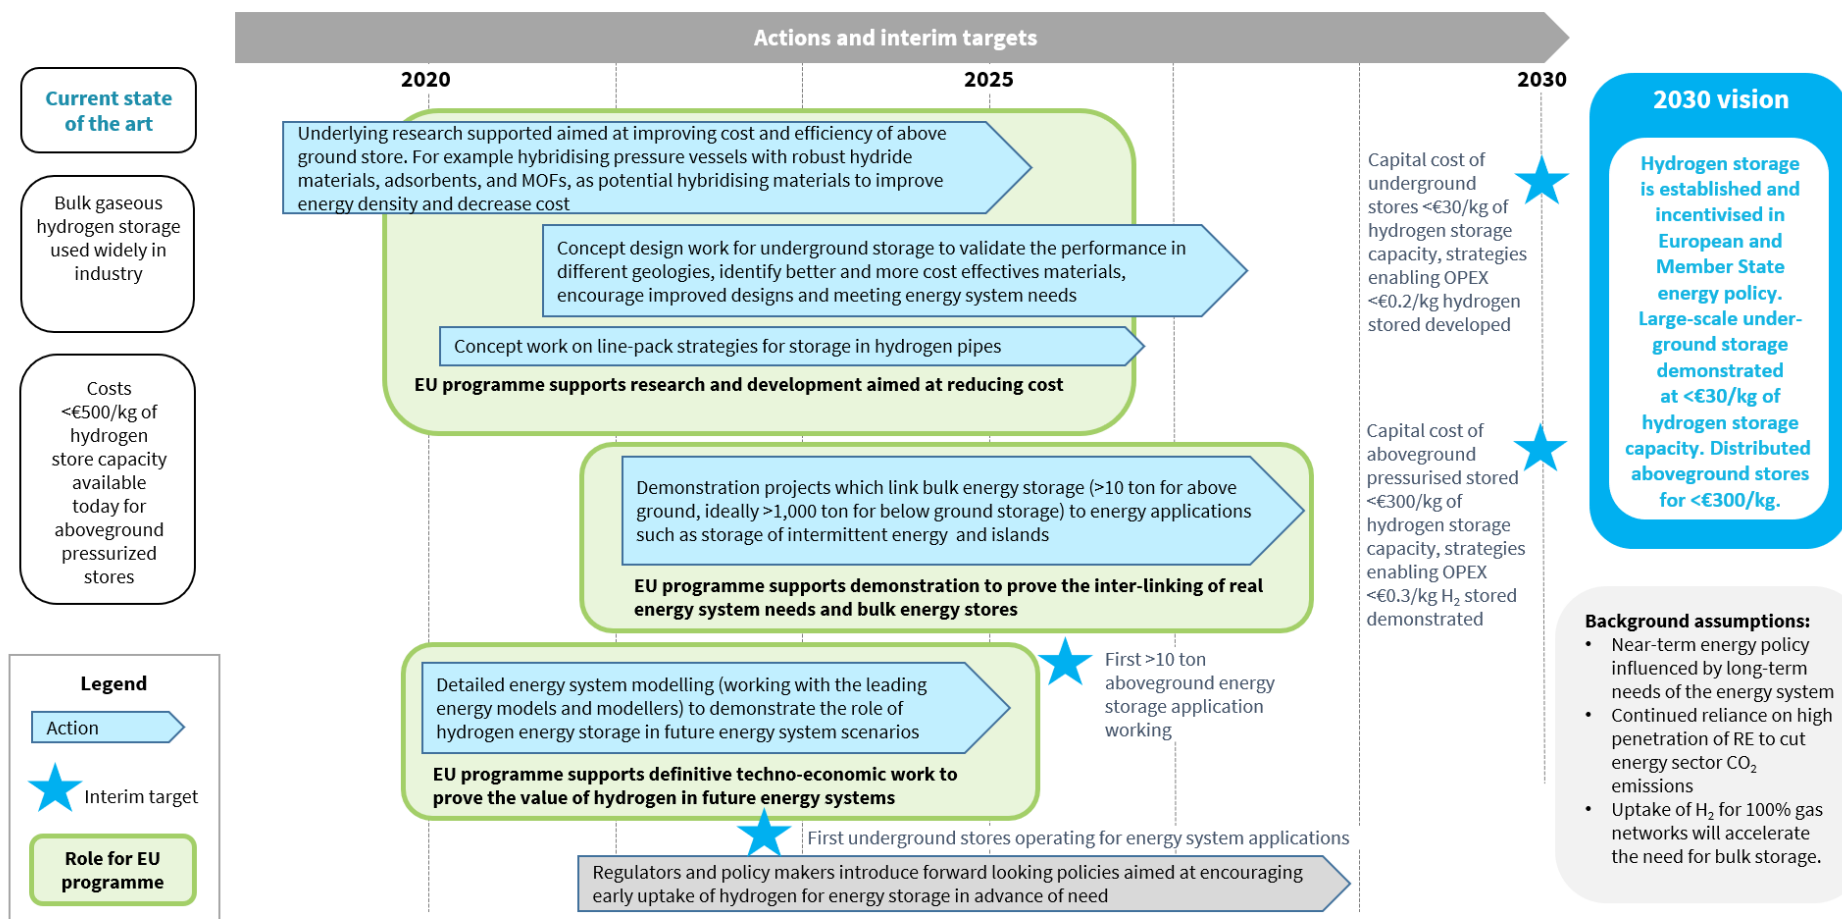 Actions and interim targets
2020
2025
2030
Current state
of the art
Bulk gaseous
hydrogen storage
used widely in
industry
Costs
<€500/kg of
hydrogen
store capacity
available
today for
aboveground
pressurized
stores
Legend
Action
Interim target
Role for EU
programme
Underlying research supported aimed at improving cost and efficiency of above
ground store. For example hybridising pressure vessels with robust hydride
materials, adsorbents, and MOFs, as potential hybridising materials to improve
energy density and decrease cost
Concept design work for underground storage to validate the performance in
different geologies, identify better and more cost effectives materials,
encourage improved designs and meeting energy system needs
Concept work on line-pack strategies for storage in hydrogen pipes
EU programme supports research and development aimed at reducing cost
Demonstration projects which link bulk energy storage (>10 ton for above
ground, ideally >1,000 ton for below ground storage) to energy applications
such as storage of intermittent energy and islands
EU programme supports demonstration to prove the inter-linking of real
energy system needs and bulk energy stores
Detailed energy system modelling (working with the leading
energy models and modellers) to demonstrate the role of
hydrogen energy storage in future energy system scenarios
EU programme supports definitive techno-economic work to
prove the value of hydrogen in future energy systems
First >10 ton
aboveground energy
storage application
working
First underground stores operating for energy system applications
Regulators and policy makers introduce forward looking policies aimed at encouraging
early uptake of hydrogen for energy storage in advance of need
Capital cost of
underground
stores <€30/kg of
hydrogen storage
capacity, strategies
enabling OPEX
<€0.2/kg hydrogen
stored developed
Capital cost of
aboveground
pressurised stored
<€300/kg of
hydrogen storage
capacity, strategies
enabling OPEX
<€0.3/kg H₂ stored
demonstrated
2030 vision
Hydrogen storage
is established and
incentivised in
European and
Member State
energy policy.
Large-scale under-
ground storage
demonstrated
at <€30/kg of
hydrogen storage
capacity. Distributed
aboveground stores
for <€300/kg.
Background assumptions:
• Near-term energy policy
influenced by long-term
needs of the energy system
• Continued reliance on high
penetration of RE to cut
energy sector CO₂
emissions
• Uptake of H₂ for 100% gas
networks will accelerate
the need for bulk storage.